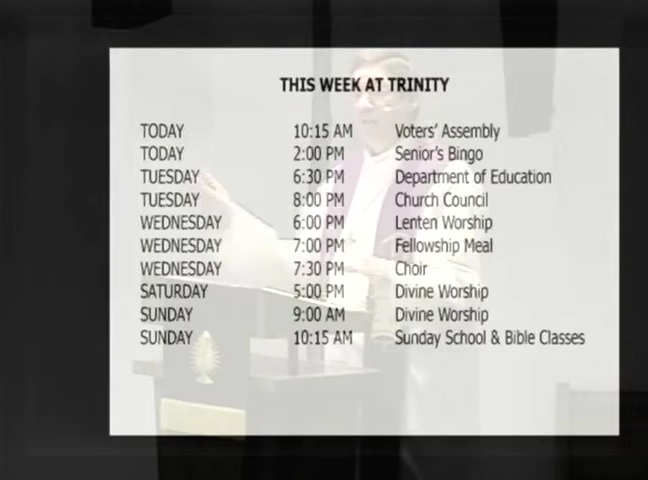 THIS WEEK AT TRINITY
TODAY 10:15 AM Voters' Assembly
TODAY 2:00 PM Senior's Bingo
TUESDAY 6:30 PM Department of Education
TUESDAY 8:00 PM Church Council
WEDNESDAY 6:00 PM Lenten Worship
WEDNESDAY 7:00 PM Fellowship Meal
WEDNESDAY 7:30 PM Choir
SATURDAY 5:00 PM Divine Worship
SUNDAY 9:00 AM Divine Worship
SUNDAY 10:15 AM Sunday School & Bible Classes